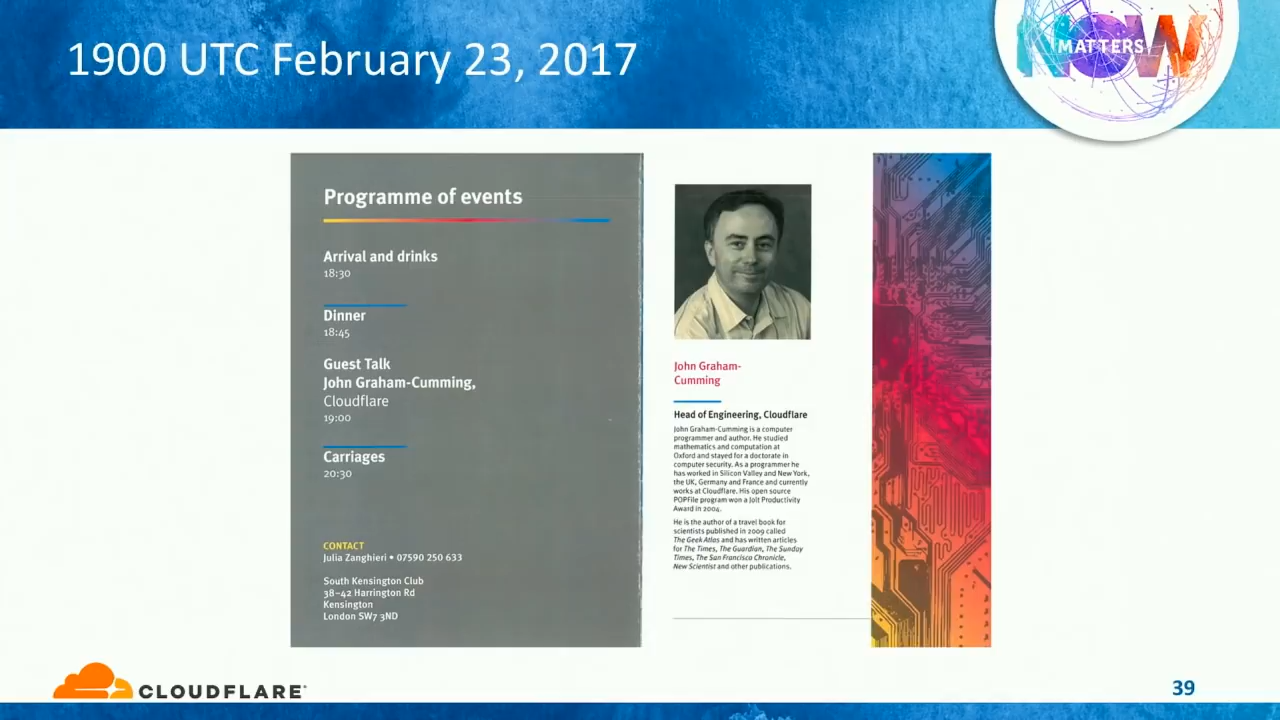 1900 UTC February 23, 2017
NOW
MATTERS
Programme of events
Arrival and drinks
18:30
Dinner
18:45
Guest Talk
John Graham-Cumming,
Cloudflare
19:00
Carriages
20:30
CONTACT
Julia Zanghieri • 07590 250 633
South Kensington Club
38–42 Harrington Rd
Kensington
London SW7 3ND
John Graham-
Cumming
Head of Engineering, Cloudflare
John Graham-Cumming is a computer
programmer and author. He studied
mathematics and computation at
Oxford and stayed for a doctorate in
computer security. As a programmer he
has worked in Silicon Valley and New York,
the UK, Germany and France and currently
works at Cloudflare. His open source
POPFile program won a Jolt Productivity
Award in 2004.
He is the author of a travel book for
scientists published in 2009 called
The Geek Atlas and has written articles
for The Times, The Guardian, The Sunday
Times, The San Francisco Chronicle,
New Scientist and other publications.
CLOUDFLARE
39